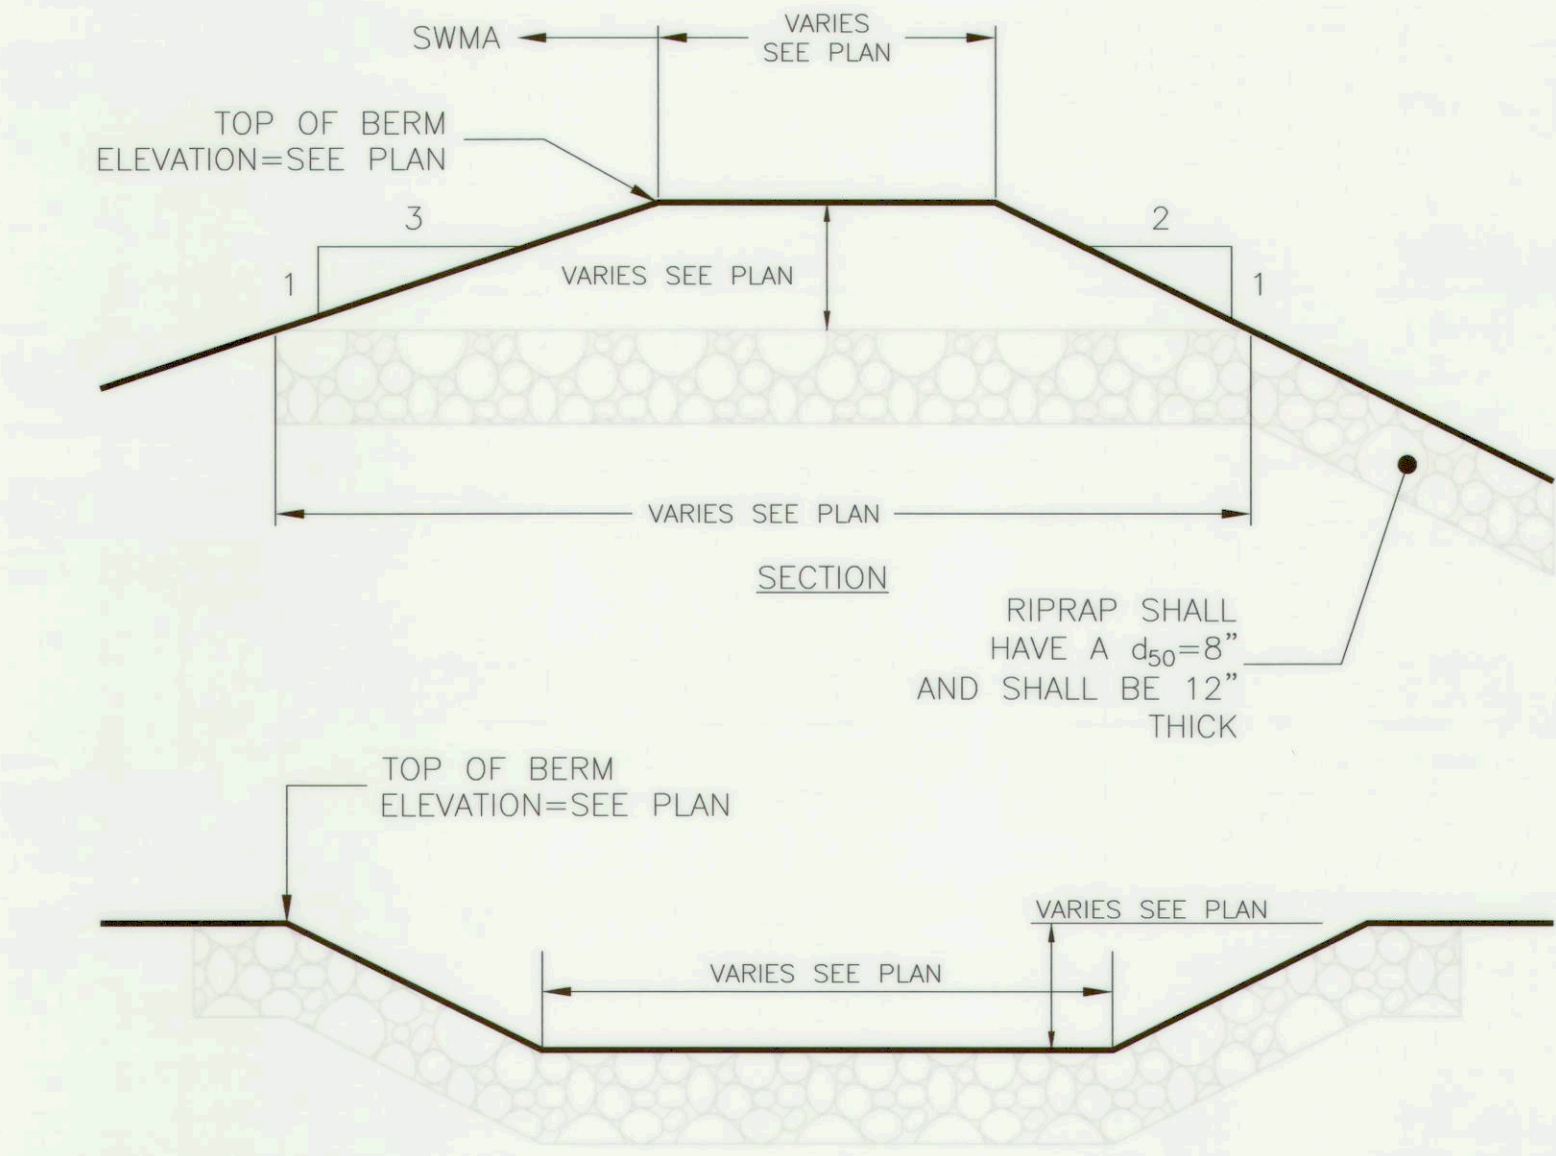 SWMA
VARIES
SEE PLAN
TOP OF BERM
ELEVATION=SEE PLAN
3
1
2
1
VARIES SEE PLAN
VARIES SEE PLAN
SECTION
RIPRAP SHALL
HAVE A d50=8”
AND SHALL BE 12”
THICK
TOP OF BERM
ELEVATION=SEE PLAN
VARIES SEE PLAN
VARIES SEE PLAN